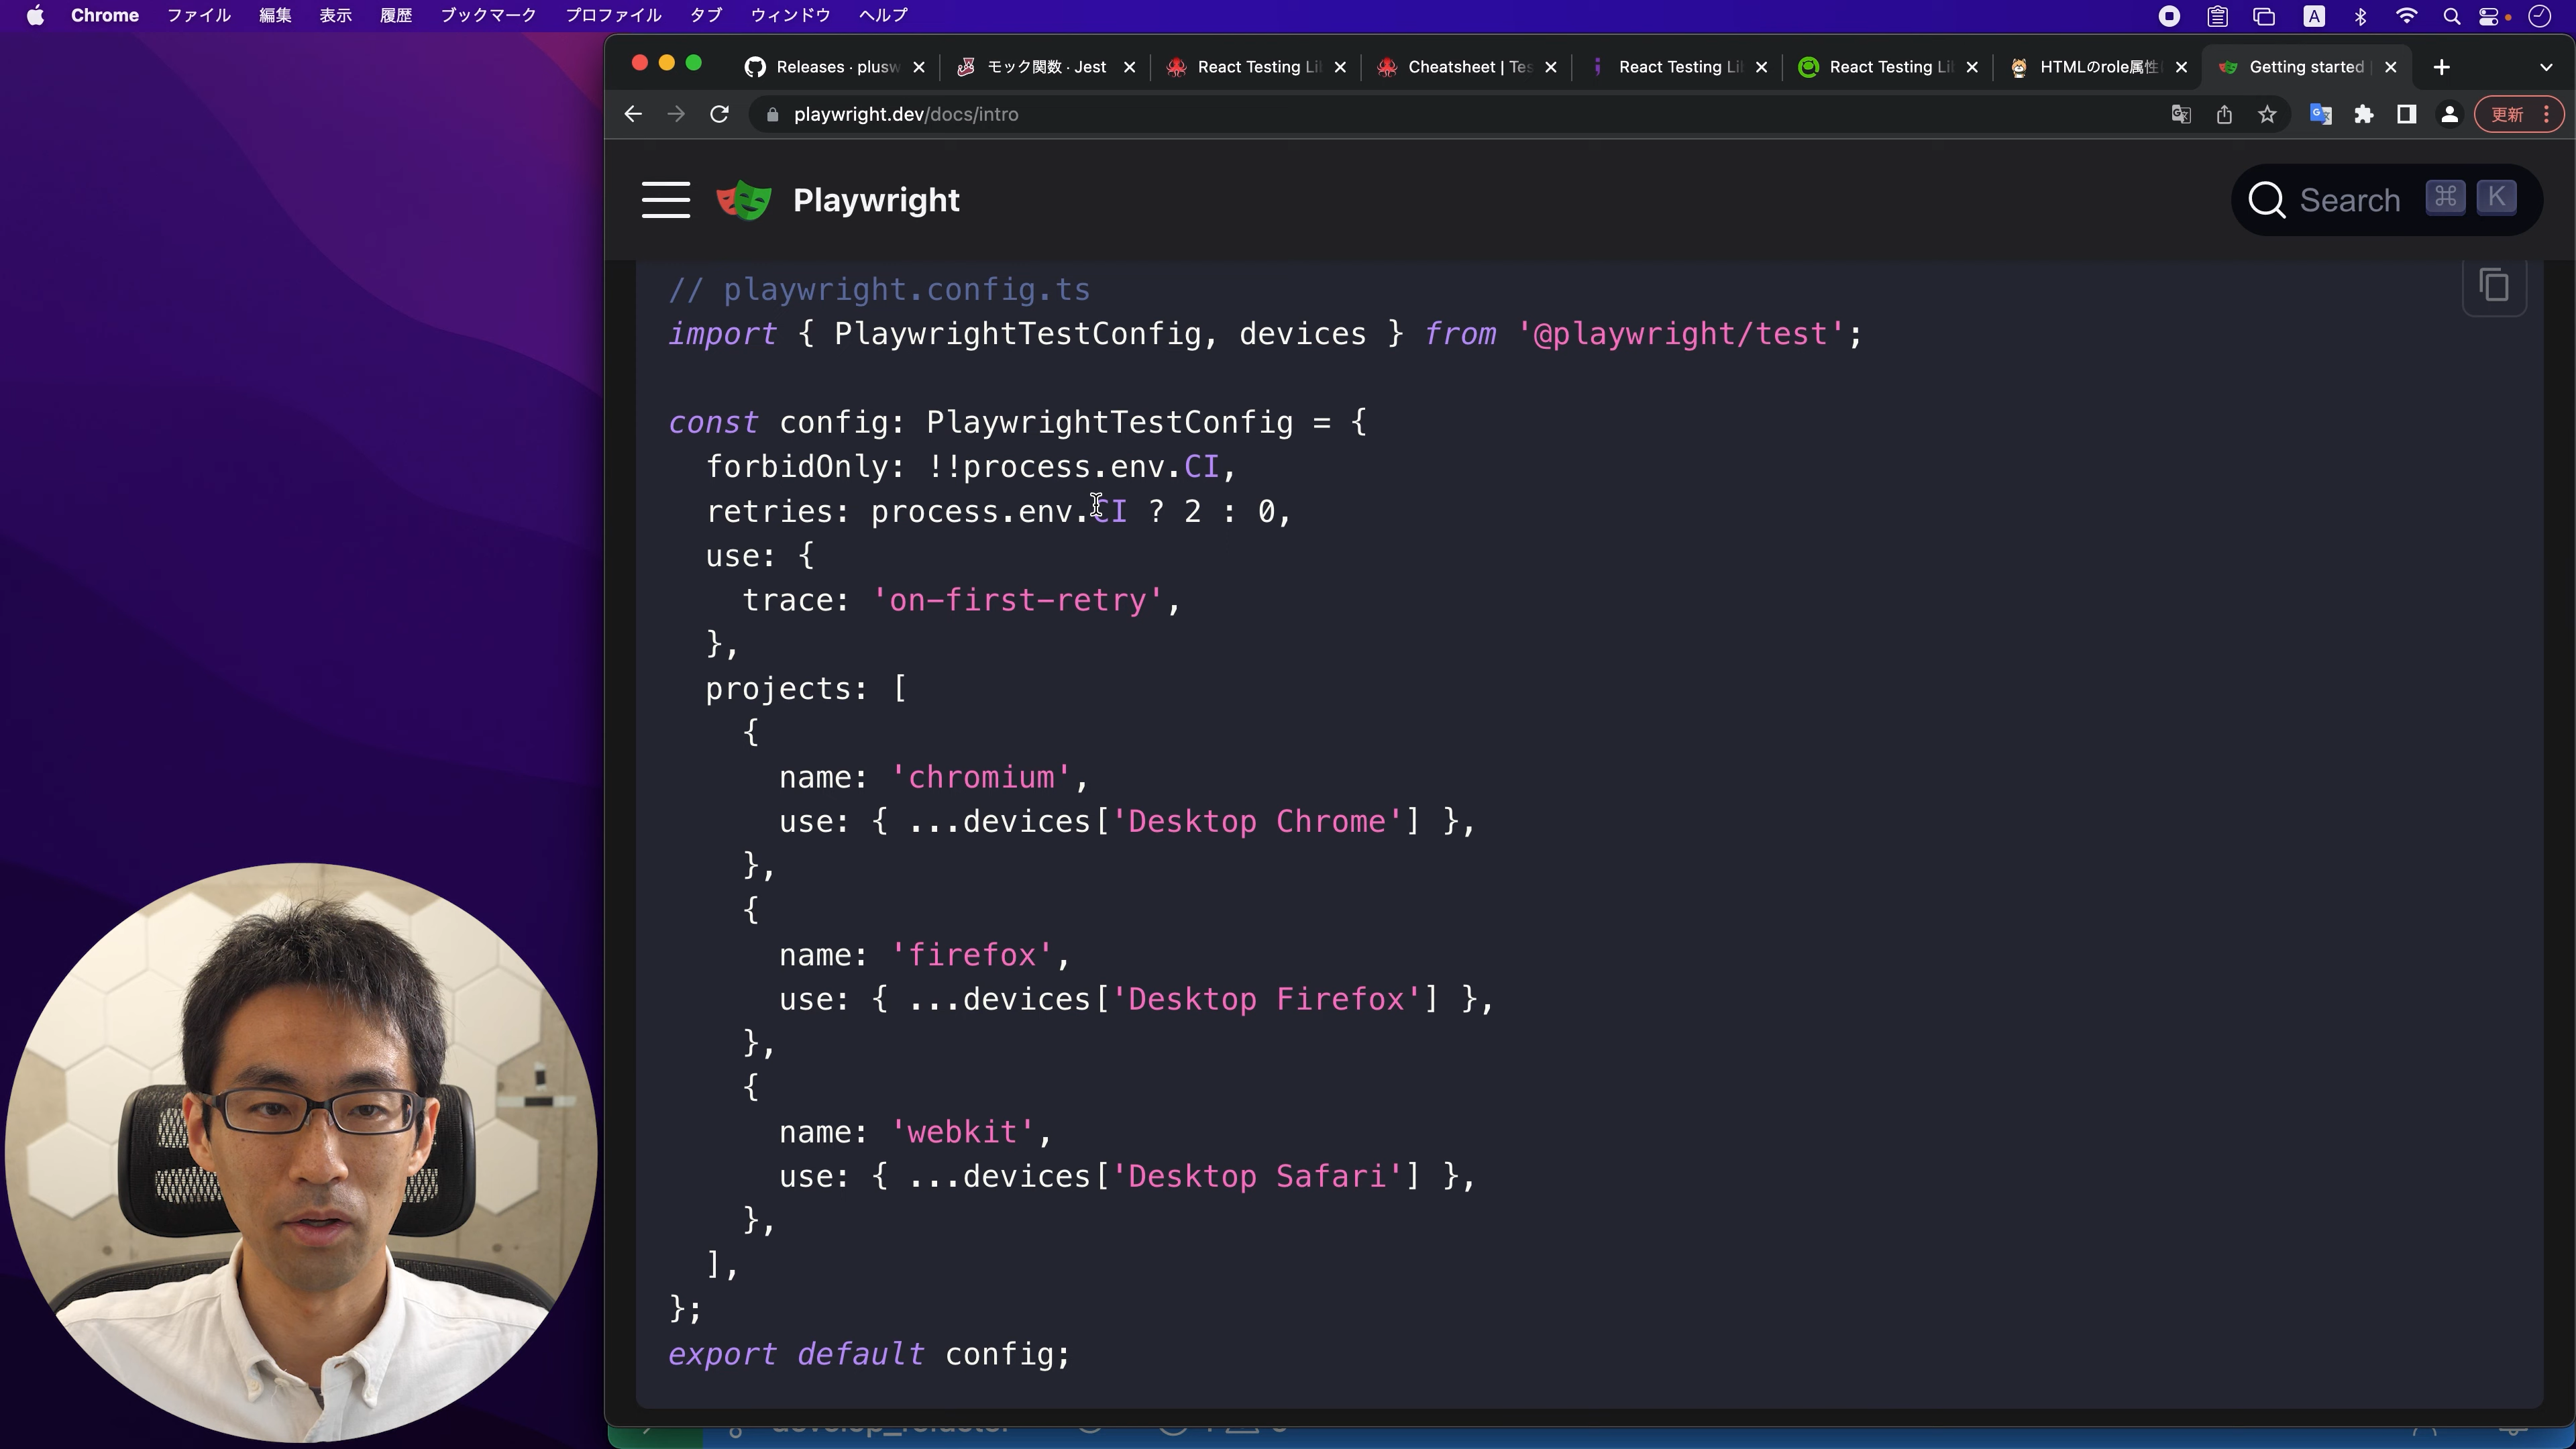 Chrome ファイル 編集 表示 履歴 ブックマーク プロファイル タブ ウィンドウ ヘルプ A
Releases · plusw モック関数 · Jest React Testing Li Cheatsheet | Tes React Testing Li React Testing Li HTMLのrole属性 Getting started |
playwright.dev/docs/intro 更新
Playwright Search ⌘ K
// playwright.config.ts
import { PlaywrightTestConfig, devices } from '@playwright/test';
const config: PlaywrightTestConfig = {
forbidOnly: !!process.env.CI,
retries: process.env.CI ? 2 : 0,
use: {
trace: 'on-first-retry',
},
projects: [
{
name: 'chromium',
use: { ...devices['Desktop Chrome'] },
},
{
name: 'firefox',
use: { ...devices['Desktop Firefox'] },
},
{
name: 'webkit',
use: { ...devices['Desktop Safari'] },
},
],
};
export default config;
develop_refactor